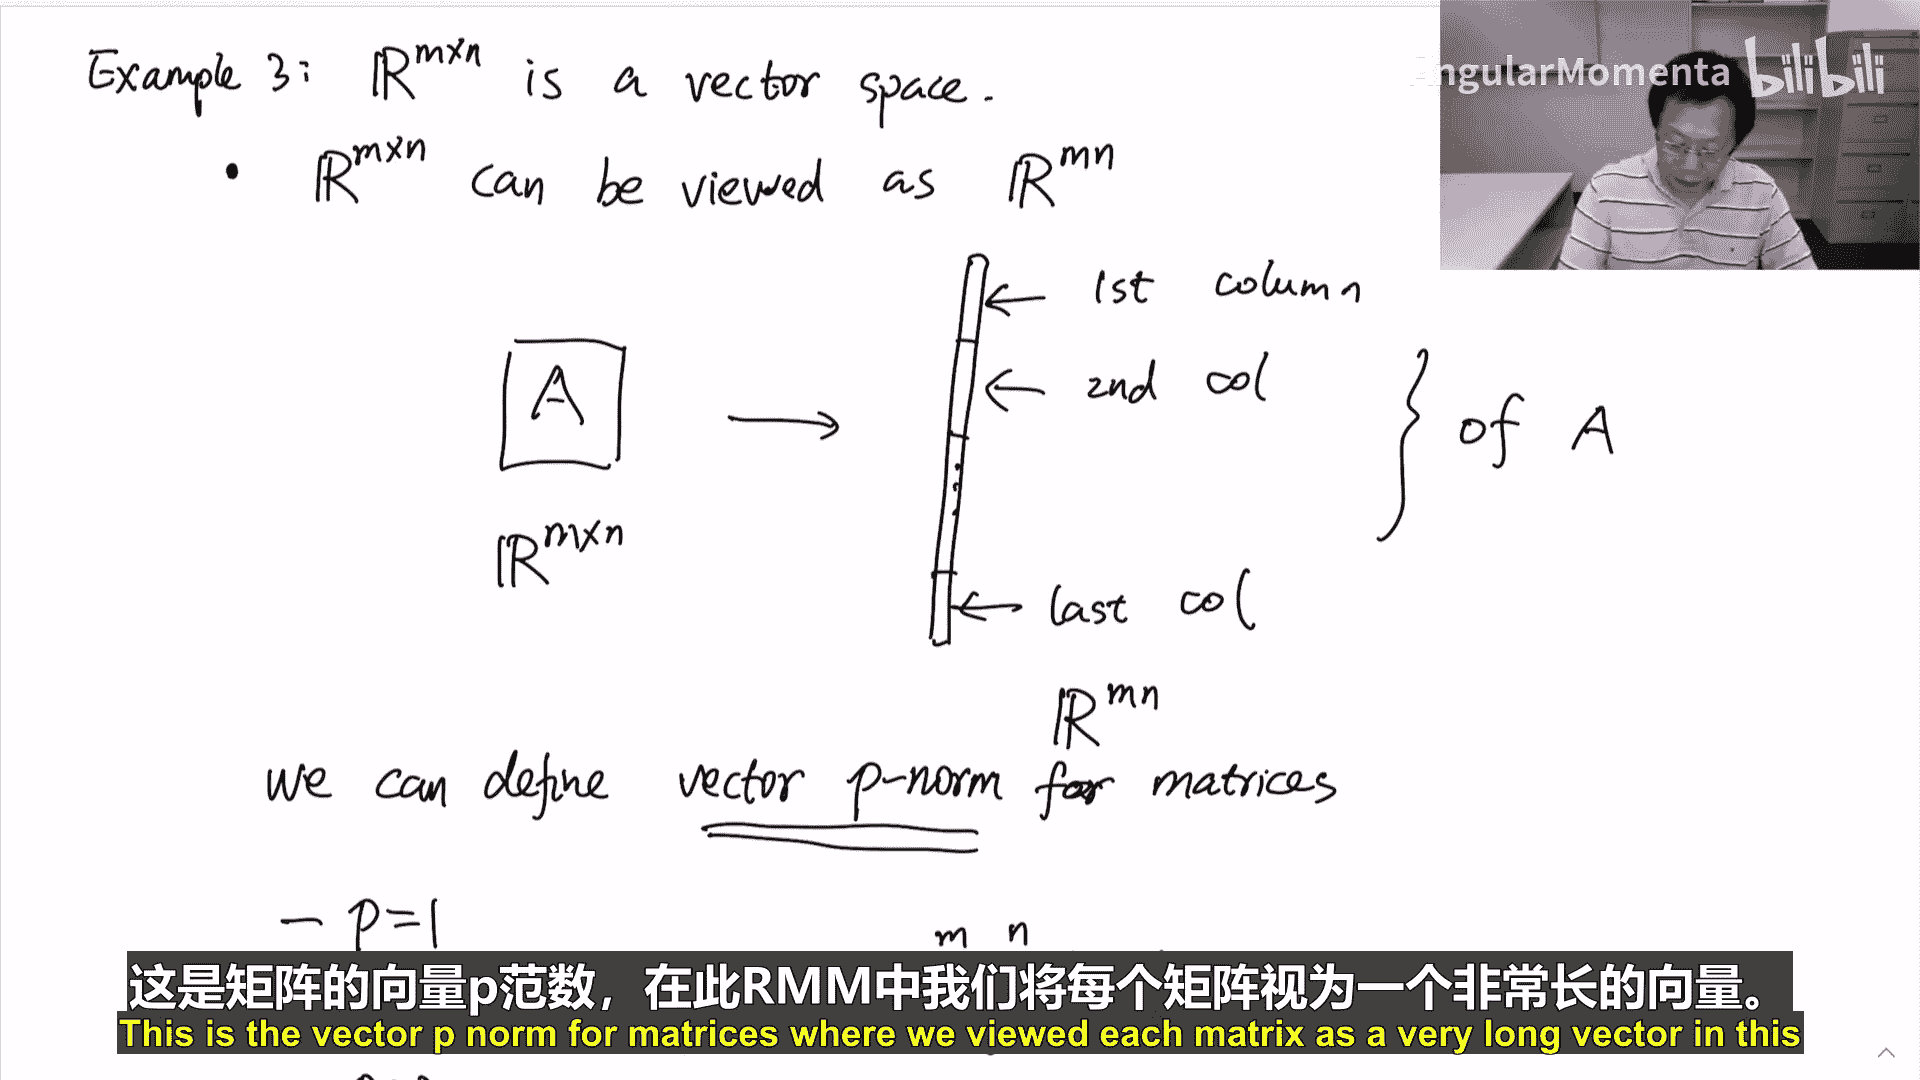 Example 3: ℝ^{m×n} is a vector space.
AngularMomenta bilibili
• ℝ^{m×n} can be viewed as ℝ^{mn}
← 1st column
A → ← 2nd col } of A
ℝ^{m×n}
← last col
ℝ^{mn}
we can define vector p-norm for matrices
– p=1
m n
这是矩阵的向量p范数，在此RMM中我们将每个矩阵视为一个非常长的向量。
This is the vector p norm for matrices where we viewed each matrix as a very long vector in this